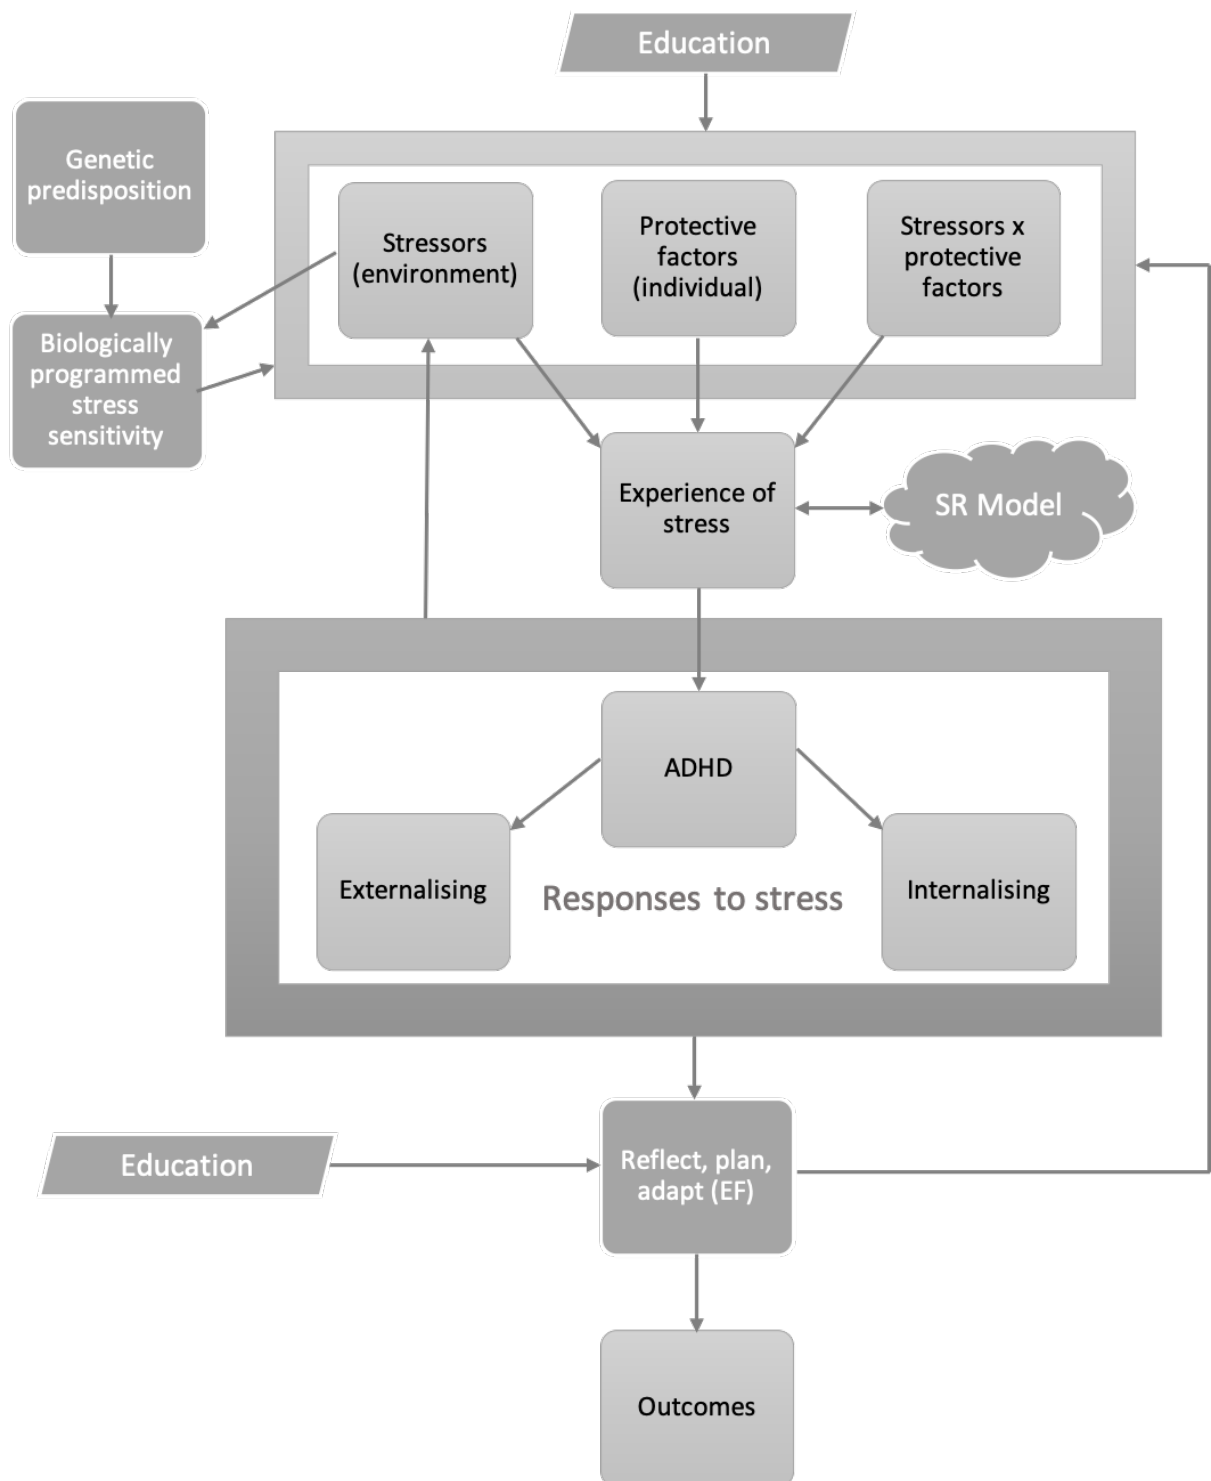 Education
Genetic
predisposition
Stressors
(environment)
Protective
factors
(individual)
Stressors x
protective
factors
Biologically
programmed
stress
sensitivity
Experience of
stress
SR Model
ADHD
Externalising
Responses to stress
Internalising
Education
Reflect, plan,
adapt (EF)
Outcomes